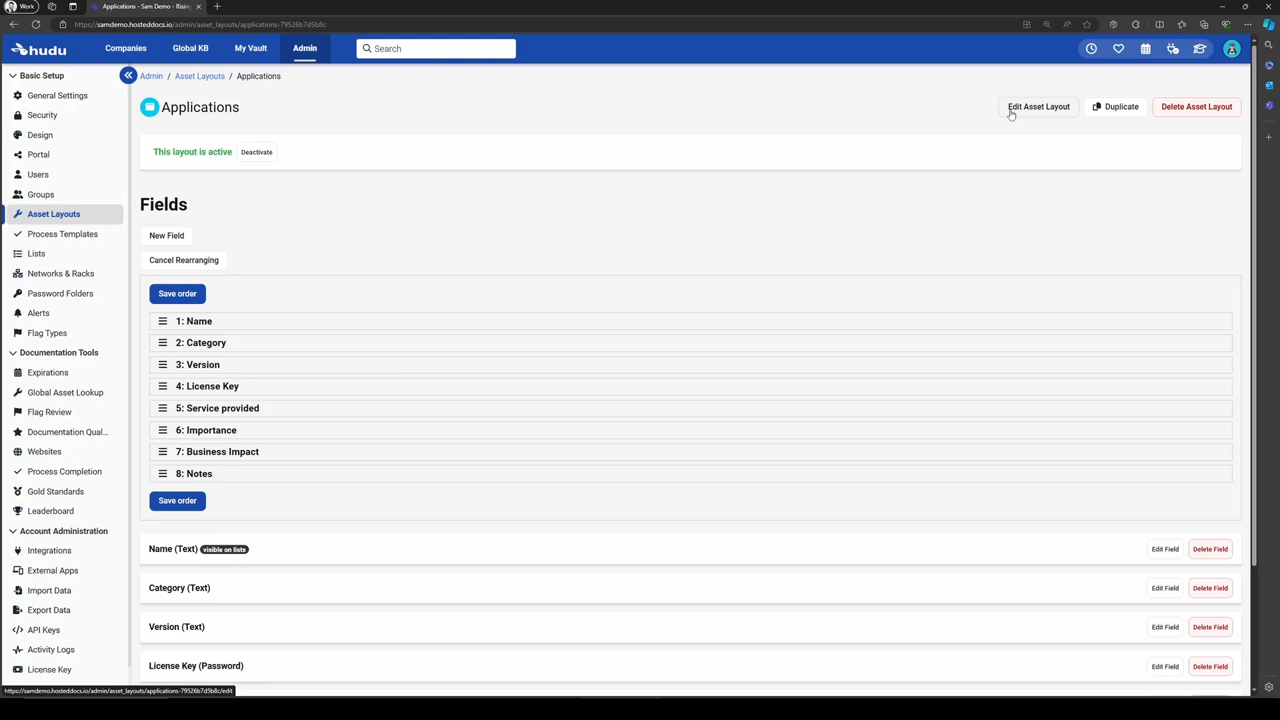 Work
Applications - Sam Demo - Risin
https://samdemo.hosteddocs.io/admin/asset_layouts/applications-79526b7d5b8c
hudu
Companies
Global KB
My Vault
Admin
Search
Basic Setup
General Settings
Security
Design
Portal
Users
Groups
Asset Layouts
Process Templates
Lists
Networks & Racks
Password Folders
Alerts
Flag Types
Documentation Tools
Expirations
Global Asset Lookup
Flag Review
Documentation Qual...
Websites
Process Completion
Gold Standards
Leaderboard
Account Administration
Integrations
External Apps
Import Data
Export Data
API Keys
Activity Logs
License Key
Admin / Asset Layouts / Applications
Applications
Edit Asset Layout
Duplicate
Delete Asset Layout
This layout is active Deactivate
Fields
New Field
Cancel Rearranging
Save order
1: Name
2: Category
3: Version
4: License Key
5: Service provided
6: Importance
7: Business Impact
8: Notes
Save order
Name (Text) visible on lists Edit Field Delete Field
Category (Text) Edit Field Delete Field
Version (Text) Edit Field Delete Field
License Key (Password) Edit Field Delete Field
https://samdemo.hosteddocs.io/admin/asset_layouts/applications-79526b7d5b8c/edit